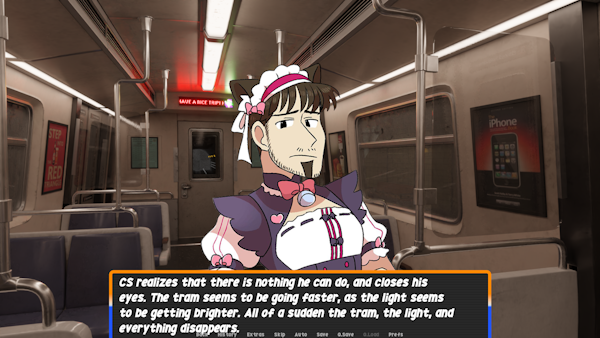 HAVE A NICE TRIP!
STEP
RED
iPhone
CS realizes that there is nothing he can do, and closes his
eyes. The tram seems to be going faster, as the light seems
to be getting brighter. All of a sudden the tram, the light, and
everything disappears.
Back History Extras Skip Auto Save Q.Save Q.Load Prefs